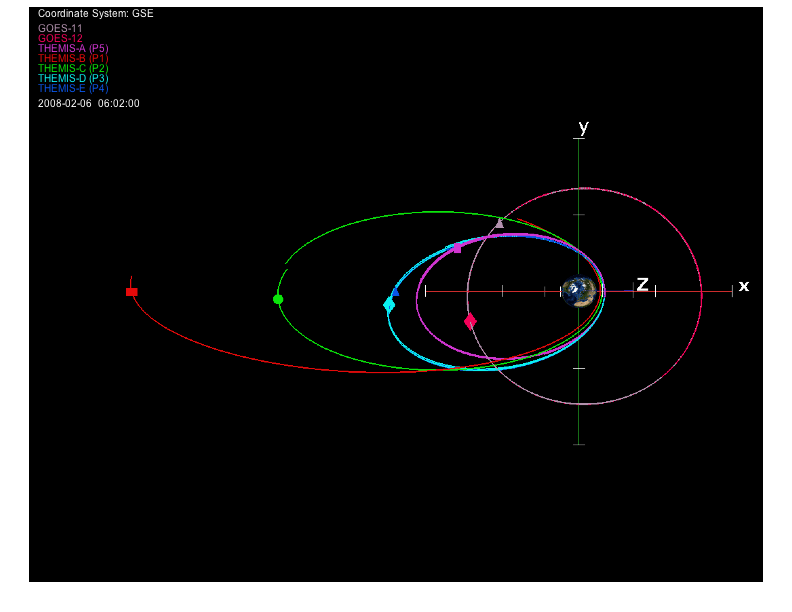 Coordinate System: GSE
GOES-11
GOES-12
THEMIS-A (P5)
THEMIS-B (P1)
THEMIS-C (P2)
THEMIS-D (P3)
THEMIS-E (P4)
2008-02-06 06:02:00
y
Z
x